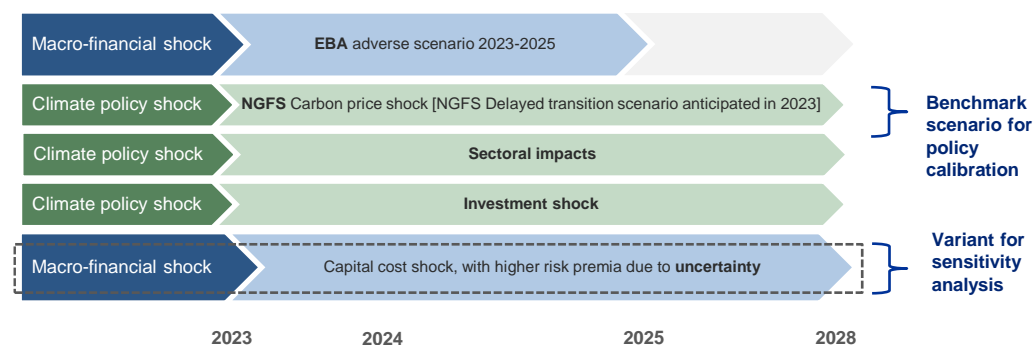 Macro-financial shock
EBA adverse scenario 2023-2025
Climate policy shock
NGFS Carbon price shock [NGFS Delayed transition scenario anticipated in 2023]
Benchmark
scenario for
policy
calibration
Climate policy shock
Sectoral impacts
Climate policy shock
Investment shock
Macro-financial shock
Capital cost shock, with higher risk premia due to uncertainty
Variant for
sensitivity
analysis
2023
2024
2025
2028